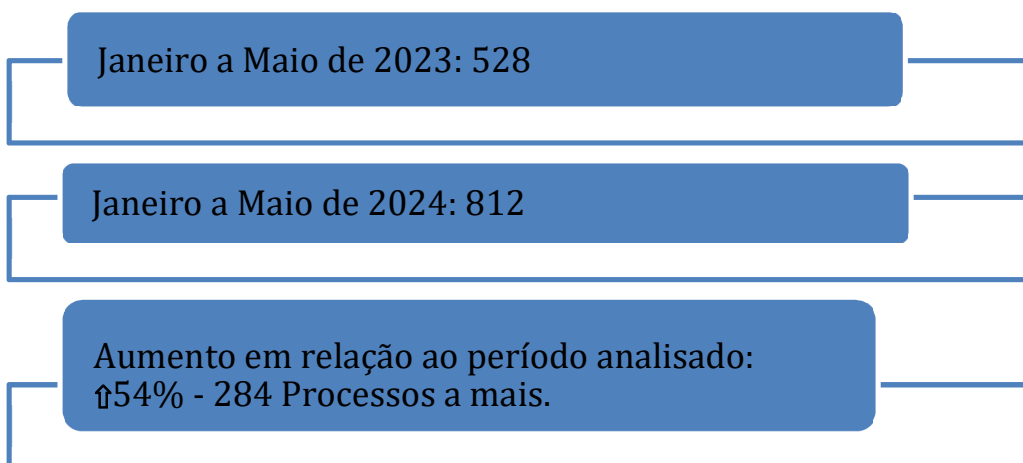 Janeiro a Maio de 2023: 528
Janeiro a Maio de 2024: 812
Aumento em relação ao período analisado:
⇧54% - 284 Processos a mais.